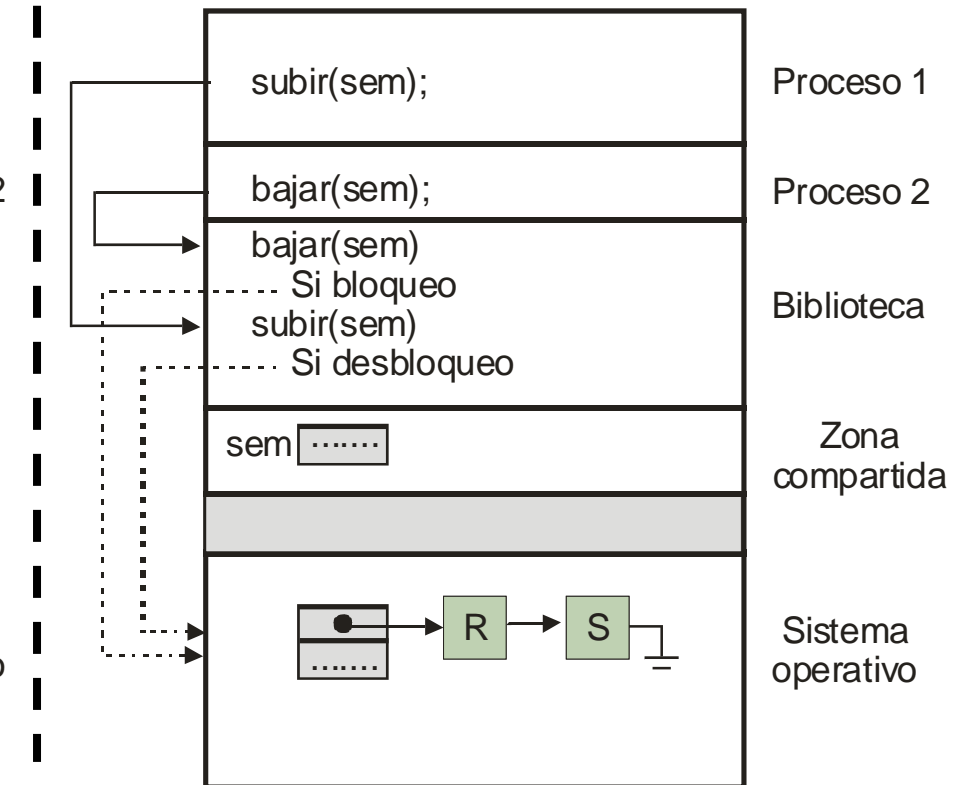 subir(sem);
Proceso 1
2
bajar(sem);
Proceso 2
bajar(sem)
Si bloqueo
subir(sem)
Si desbloqueo
Biblioteca
sem .......
Zona
compartida
R
S
.......
Sistema
operativo
o